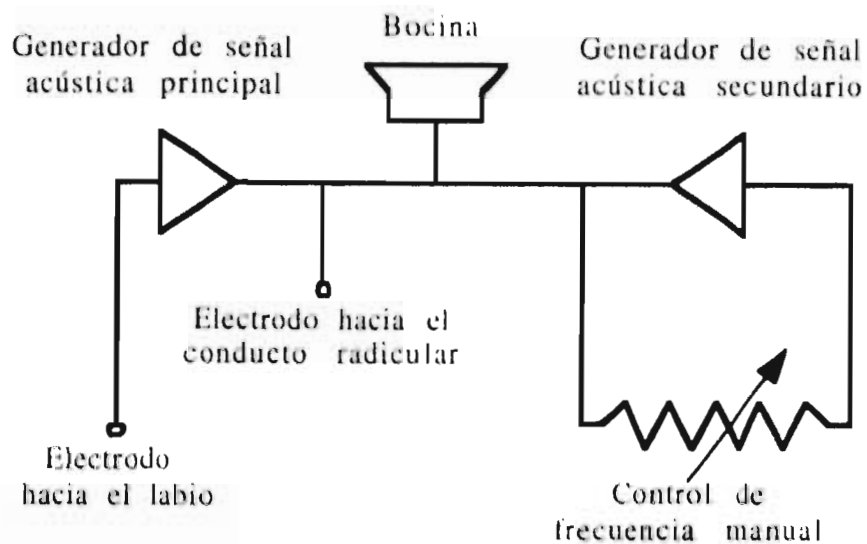 Bocina
Generador de señal
acústica principal
Generador de señal
acústica secundario
Electrodo hacia el
conducto radicular
Electrodo
hacia el labio
Control de
frecuencia manual